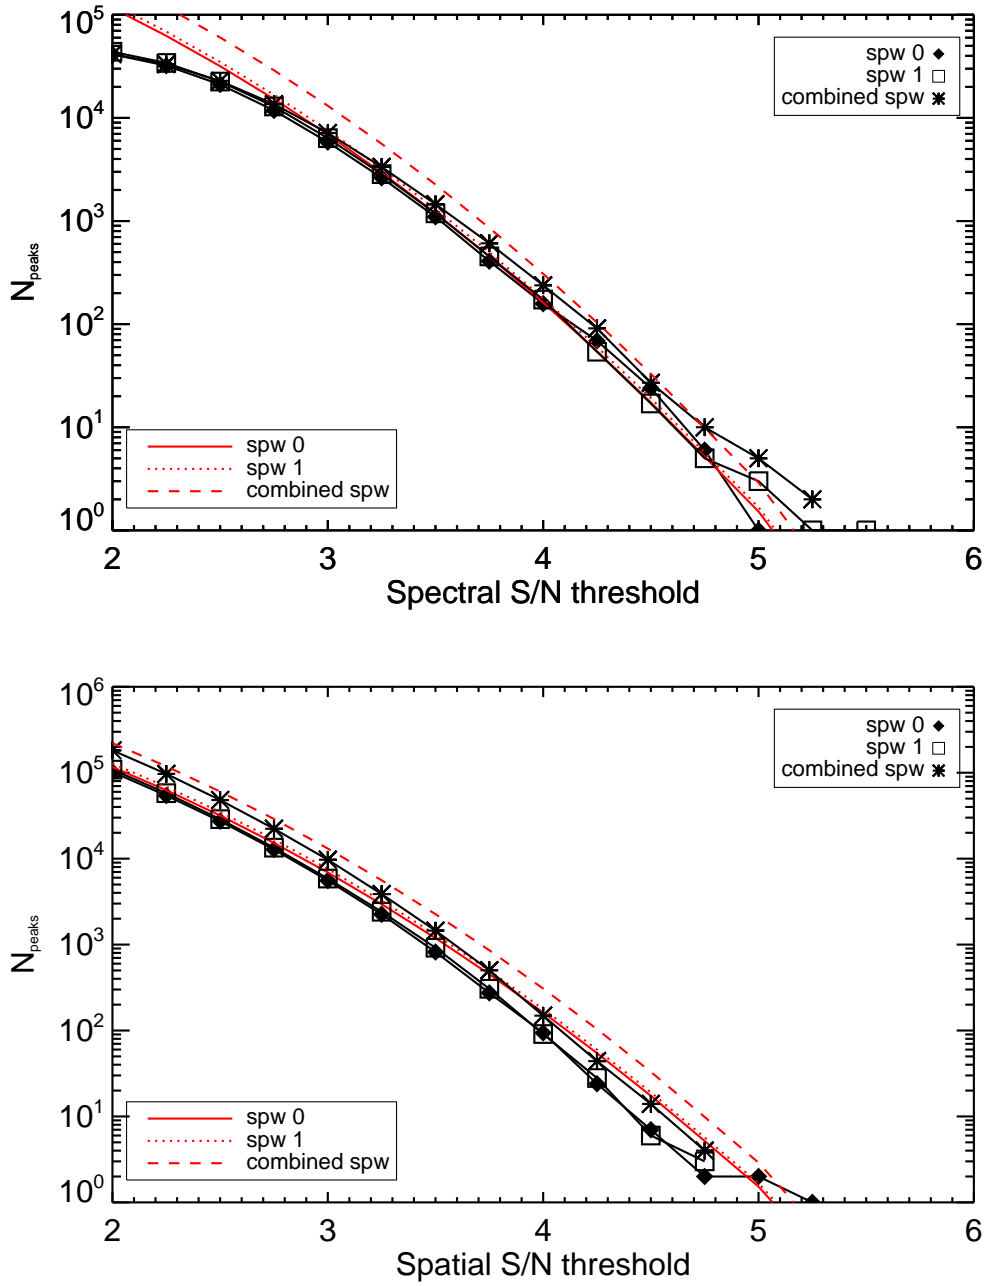 10^5
10^4
10^3
10^2
10^1
10^0
N_peaks
spw 0
spw 1
combined spw
spw 0
spw 1
combined spw
2 3 4 5 6
Spectral S/N threshold
10^6
10^5
10^4
10^3
10^2
10^1
10^0
N_peaks
spw 0
spw 1
combined spw
spw 0
spw 1
combined spw
2 3 4 5 6
Spatial S/N threshold